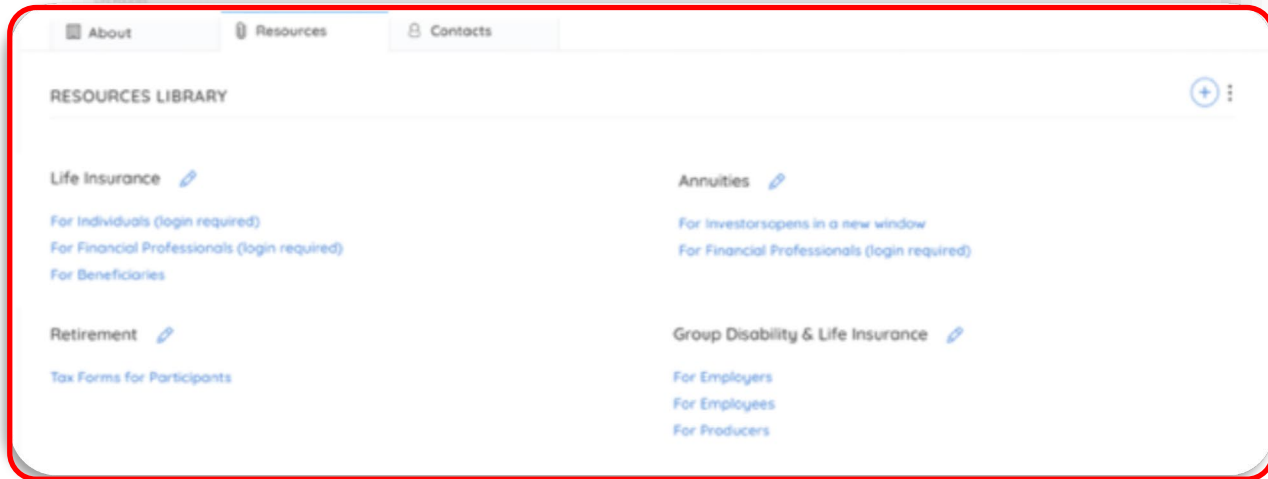 About
Resources
Contacts
RESOURCES LIBRARY
Life Insurance
For Individuals (login required)
For Financial Professionals (login required)
For Beneficiaries
Annuities
For Investorsopens in a new window
For Financial Professionals (login required)
Retirement
Tax Forms for Participants
Group Disability & Life Insurance
For Employers
For Employees
For Producers